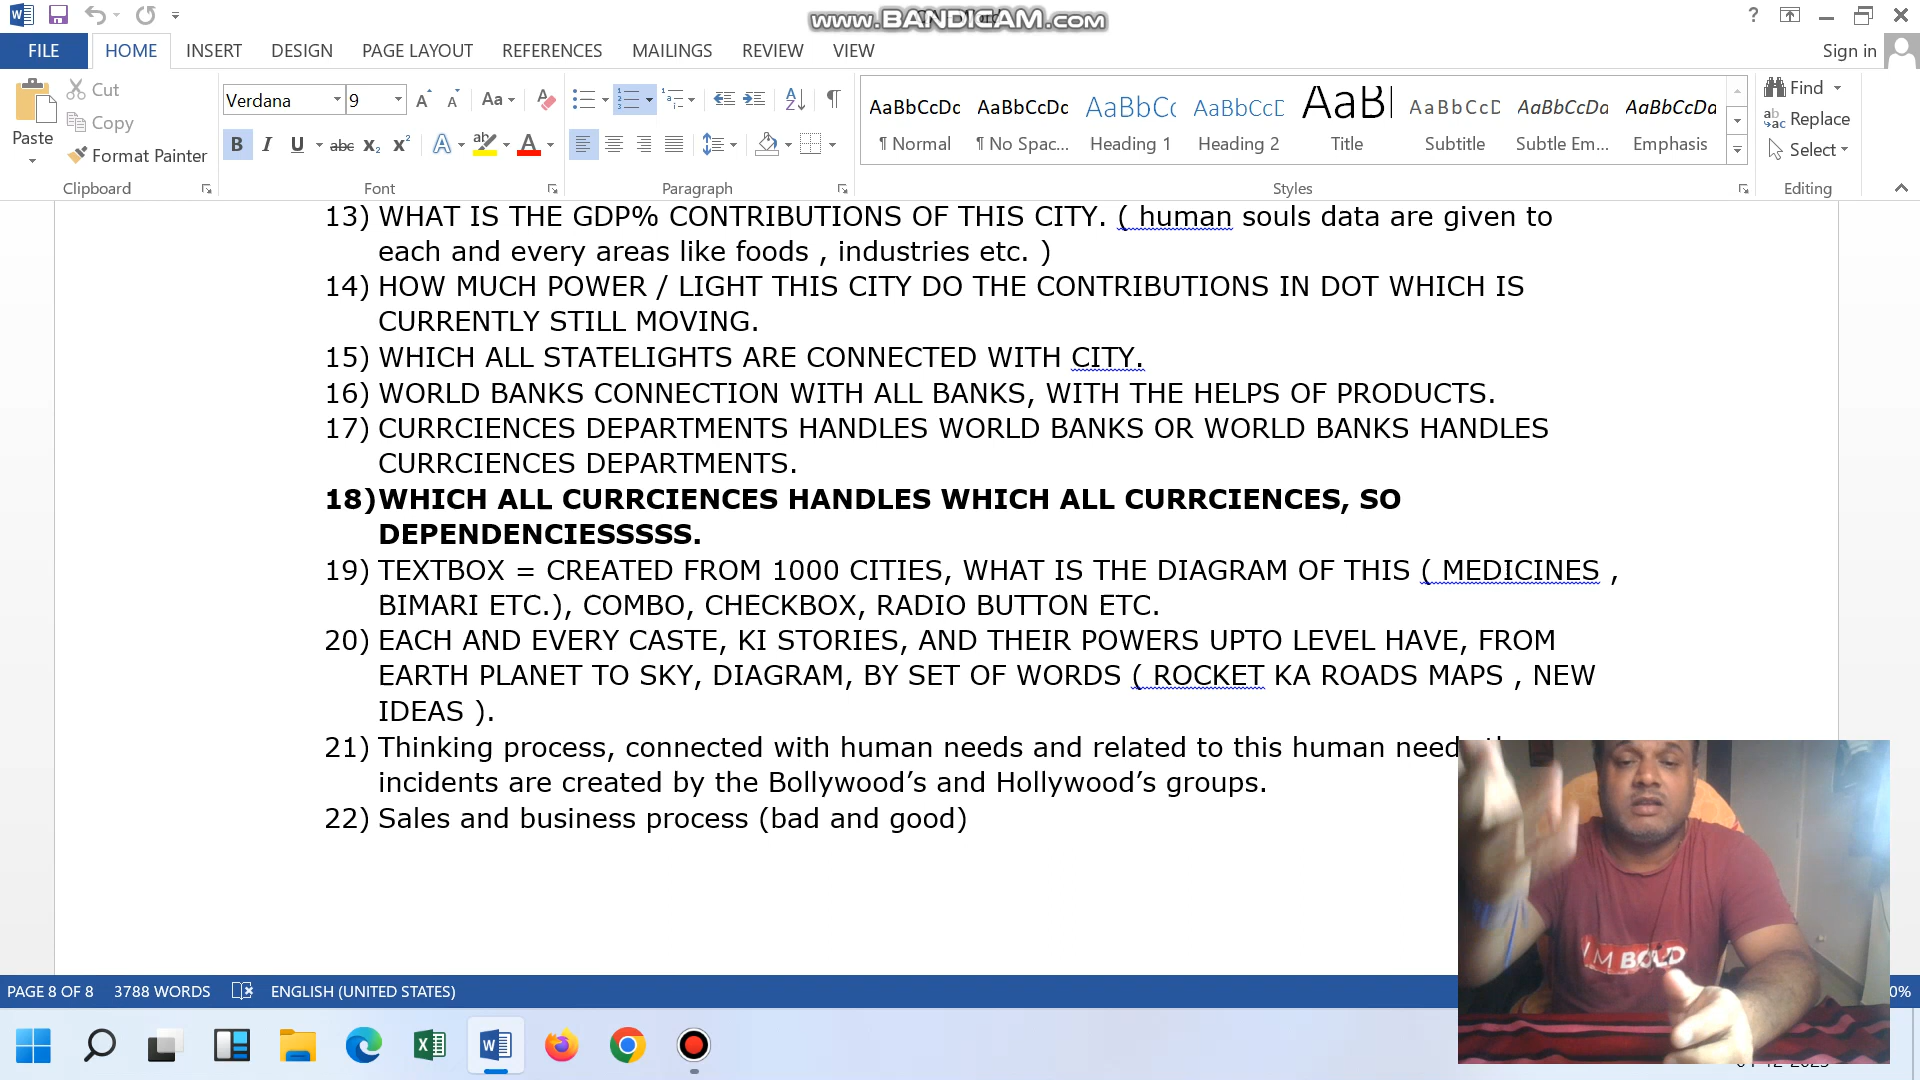 www.BANDICAM.com
FILE HOME INSERT DESIGN PAGE LAYOUT REFERENCES MAILINGS REVIEW VIEW Sign in
Paste Cut Copy Format Painter Clipboard
Verdana 9 Font
Paragraph
AaBbCcDc AaBbCcDc AaBbC AaBbCcD AaBl AaBbCcD AaBbCcDa AaBbCcDa
¶ Normal ¶ No Spac... Heading 1 Heading 2 Title Subtitle Subtle Em... Emphasis
Styles
Find Replace Select Editing
13) WHAT IS THE GDP% CONTRIBUTIONS OF THIS CITY. ( human souls data are given to
each and every areas like foods , industries etc. )
14) HOW MUCH POWER / LIGHT THIS CITY DO THE CONTRIBUTIONS IN DOT WHICH IS
CURRENTLY STILL MOVING.
15) WHICH ALL STATELIGHTS ARE CONNECTED WITH CITY.
16) WORLD BANKS CONNECTION WITH ALL BANKS, WITH THE HELPS OF PRODUCTS.
17) CURRCIENCES DEPARTMENTS HANDLES WORLD BANKS OR WORLD BANKS HANDLES
CURRCIENCES DEPARTMENTS.
18) WHICH ALL CURRCIENCES HANDLES WHICH ALL CURRCIENCES, SO
DEPENDENCIESSSSS.
19) TEXTBOX = CREATED FROM 1000 CITIES, WHAT IS THE DIAGRAM OF THIS ( MEDICINES ,
BIMARI ETC.), COMBO, CHECKBOX, RADIO BUTTON ETC.
20) EACH AND EVERY CASTE, KI STORIES, AND THEIR POWERS UPTO LEVEL HAVE, FROM
EARTH PLANET TO SKY, DIAGRAM, BY SET OF WORDS ( ROCKET KA ROADS MAPS , NEW
IDEAS ).
21) Thinking process, connected with human needs and related to this human need
incidents are created by the Bollywood’s and Hollywood’s groups.
22) Sales and business process (bad and good)
I M BOLD
PAGE 8 OF 8 3788 WORDS ENGLISH (UNITED STATES) 0%